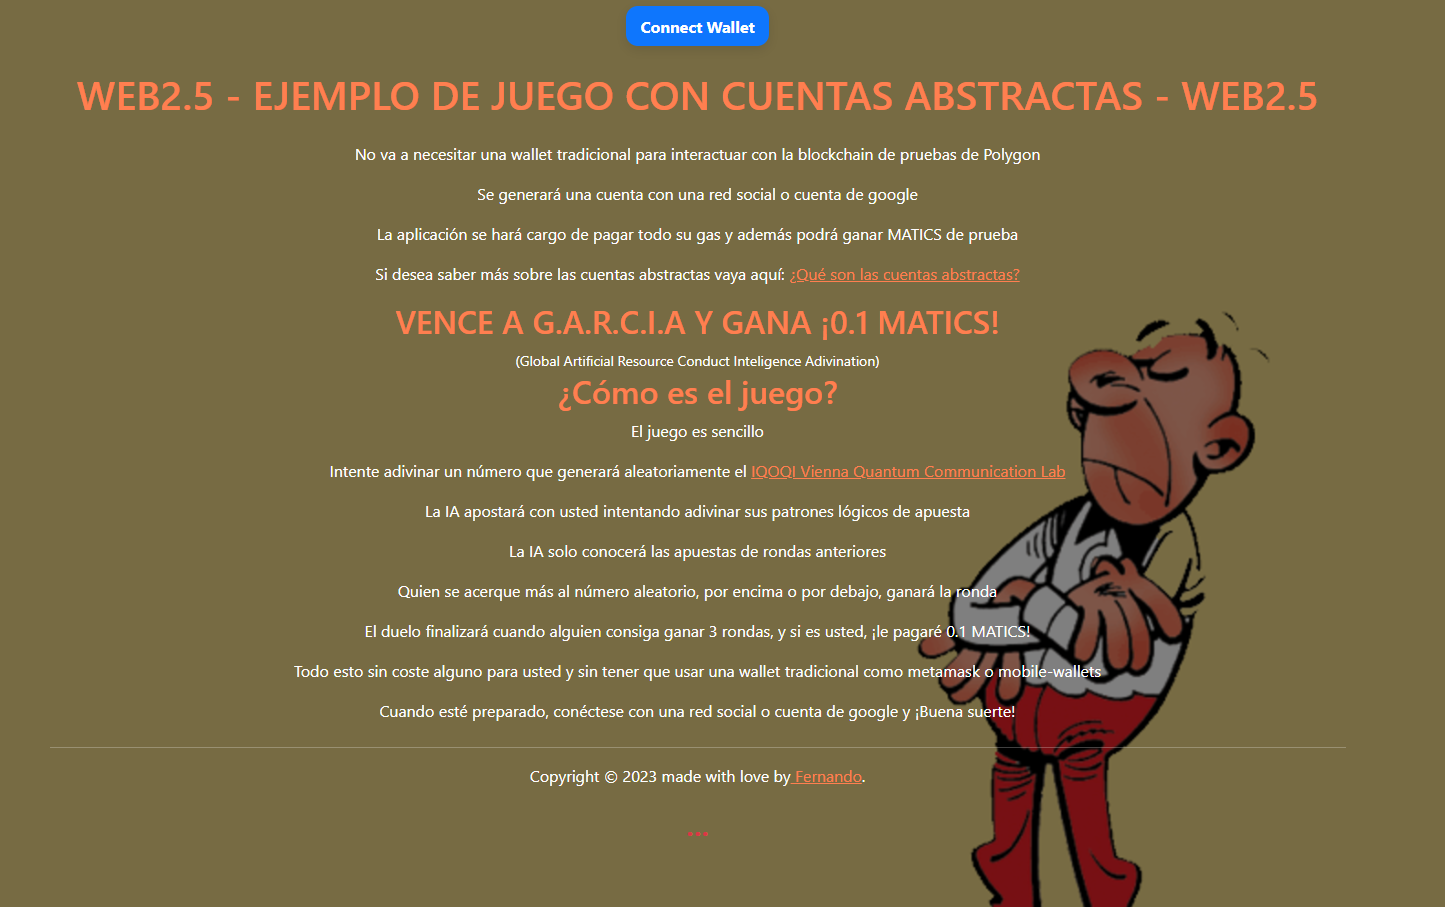 Connect Wallet
WEB2.5 - EJEMPLO DE JUEGO CON CUENTAS ABSTRACTAS - WEB2.5
No va a necesitar una wallet tradicional para interactuar con la blockchain de pruebas de Polygon
Se generará una cuenta con una red social o cuenta de google
La aplicación se hará cargo de pagar todo su gas y además podrá ganar MATICS de prueba
Si desea saber más sobre las cuentas abstractas vaya aquí: ¿Qué son las cuentas abstractas?
VENCE A G.A.R.C.I.A Y GANA ¡0.1 MATICS!
(Global Artificial Resource Conduct Inteligence Adivination)
¿Cómo es el juego?
El juego es sencillo
Intente adivinar un número que generará aleatoriamente el IQOQI Vienna Quantum Communication Lab
La IA apostará con usted intentando adivinar sus patrones lógicos de apuesta
La IA solo conocerá las apuestas de rondas anteriores
Quien se acerque más al número aleatorio, por encima o por debajo, ganará la ronda
El duelo finalizará cuando alguien consiga ganar 3 rondas, y si es usted, ¡le pagaré 0.1 MATICS!
Todo esto sin coste alguno para usted y sin tener que usar una wallet tradicional como metamask o mobile-wallets
Cuando esté preparado, conéctese con una red social o cuenta de google y ¡Buena suerte!
Copyright © 2023 made with love by Fernando.
...